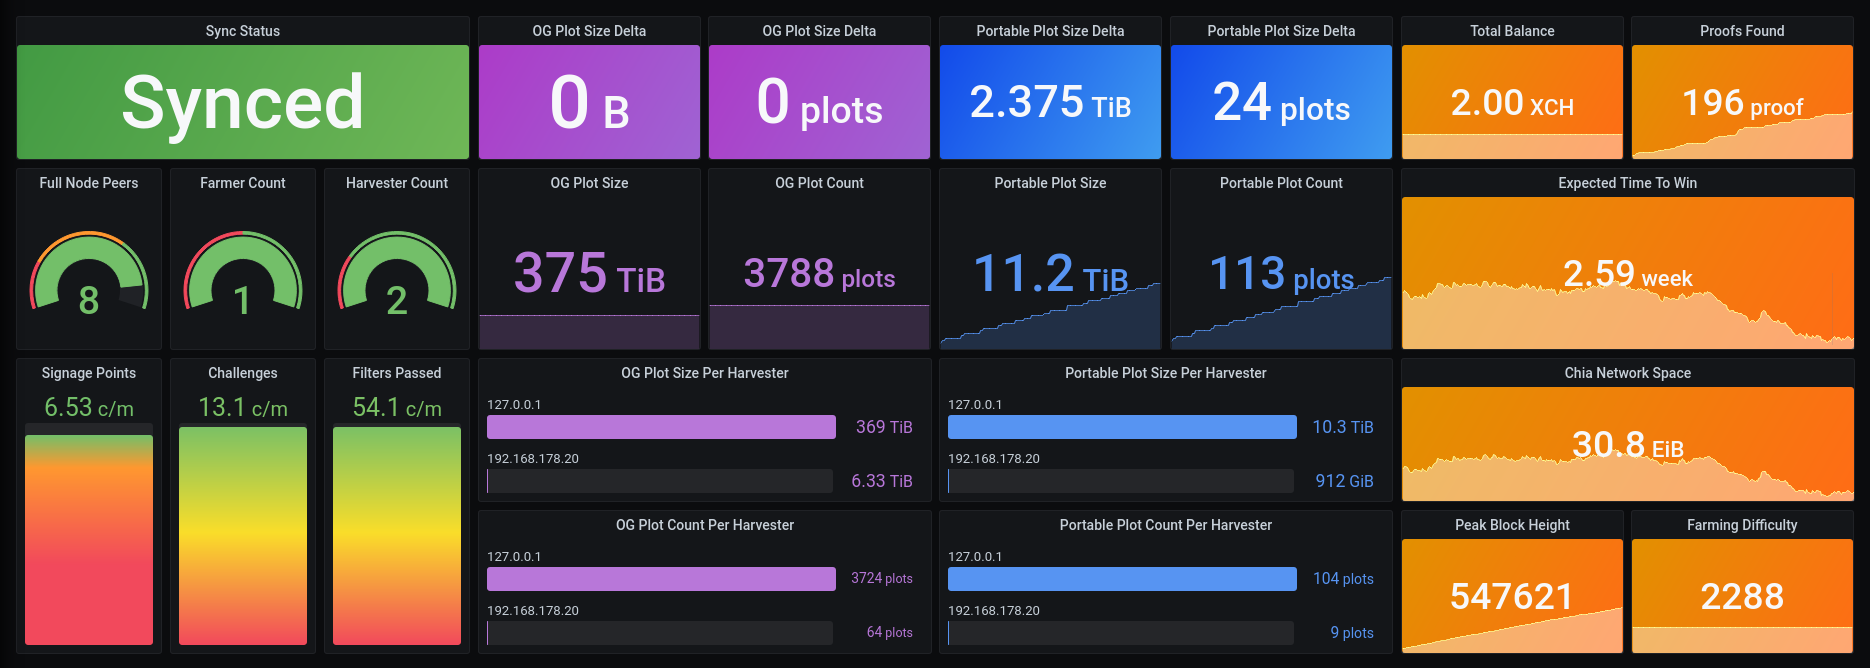 Sync Status
Synced
OG Plot Size Delta
0 B
OG Plot Size Delta
0 plots
Portable Plot Size Delta
2.375 TiB
Portable Plot Size Delta
24 plots
Total Balance
2.00 XCH
Proofs Found
196 proof
Full Node Peers
8
Farmer Count
1
Harvester Count
2
OG Plot Size
375 TiB
OG Plot Count
3788 plots
Portable Plot Size
11.2 TiB
Portable Plot Count
113 plots
Expected Time To Win
2.59 week
Signage Points
6.53 c/m
Challenges
13.1 c/m
Filters Passed
54.1 c/m
OG Plot Size Per Harvester
127.0.0.1
369 TiB
192.168.178.20
6.33 TiB
Portable Plot Size Per Harvester
127.0.0.1
10.3 TiB
192.168.178.20
912 GiB
Chia Network Space
30.8 EiB
OG Plot Count Per Harvester
127.0.0.1
3724 plots
192.168.178.20
64 plots
Portable Plot Count Per Harvester
127.0.0.1
104 plots
192.168.178.20
9 plots
Peak Block Height
547621
Farming Difficulty
2288